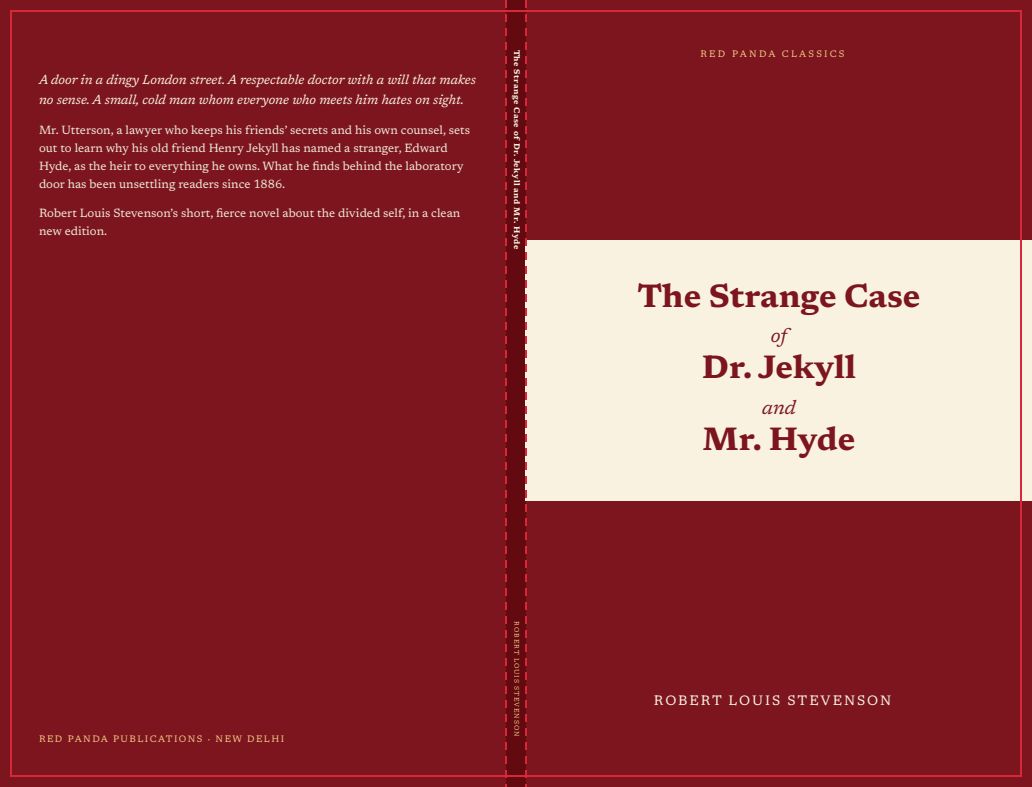 A door in a dingy London street. A respectable doctor with a will that makes
no sense. A small, cold man whom everyone who meets him hates on sight.
Mr. Utterson, a lawyer who keeps his friends’ secrets and his own counsel, sets
out to learn why his old friend Henry Jekyll has named a stranger, Edward
Hyde, as the heir to everything he owns. What he finds behind the laboratory
door has been unsettling readers since 1886.
Robert Louis Stevenson’s short, fierce novel about the divided self, in a clean
new edition.
RED PANDA PUBLICATIONS · NEW DELHI
The Strange Case of Dr. Jekyll and Mr. Hyde
ROBERT LOUIS STEVENSON
RED PANDA CLASSICS
The Strange Case
of
Dr. Jekyll
and
Mr. Hyde
ROBERT LOUIS STEVENSON